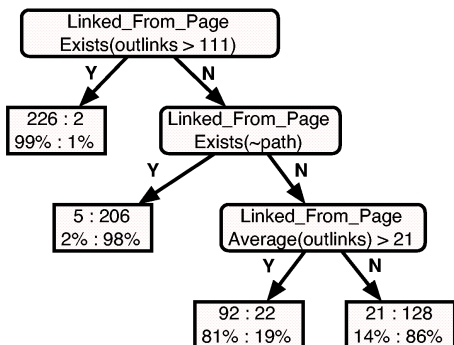 Linked_From_Page
Exists(outlinks > 111)
Y
N
226 : 2
99% : 1%
Linked_From_Page
Exists(~path)
Y
N
5 : 206
2% : 98%
Linked_From_Page
Average(outlinks) > 21
Y
N
92 : 22
81% : 19%
21 : 128
14% : 86%